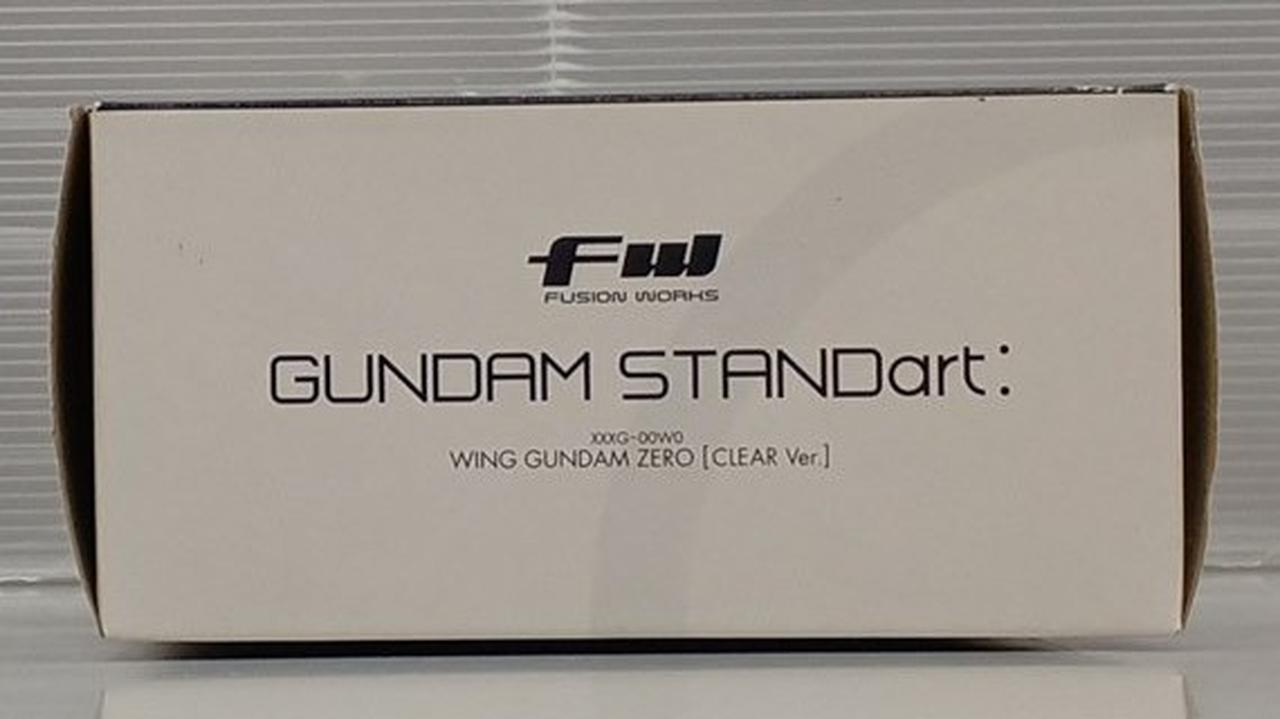 FW
FUSION WORKS
GUNDAM STANDart:
XXXG-00W0
WING GUNDAM ZERO [CLEAR Ver.]